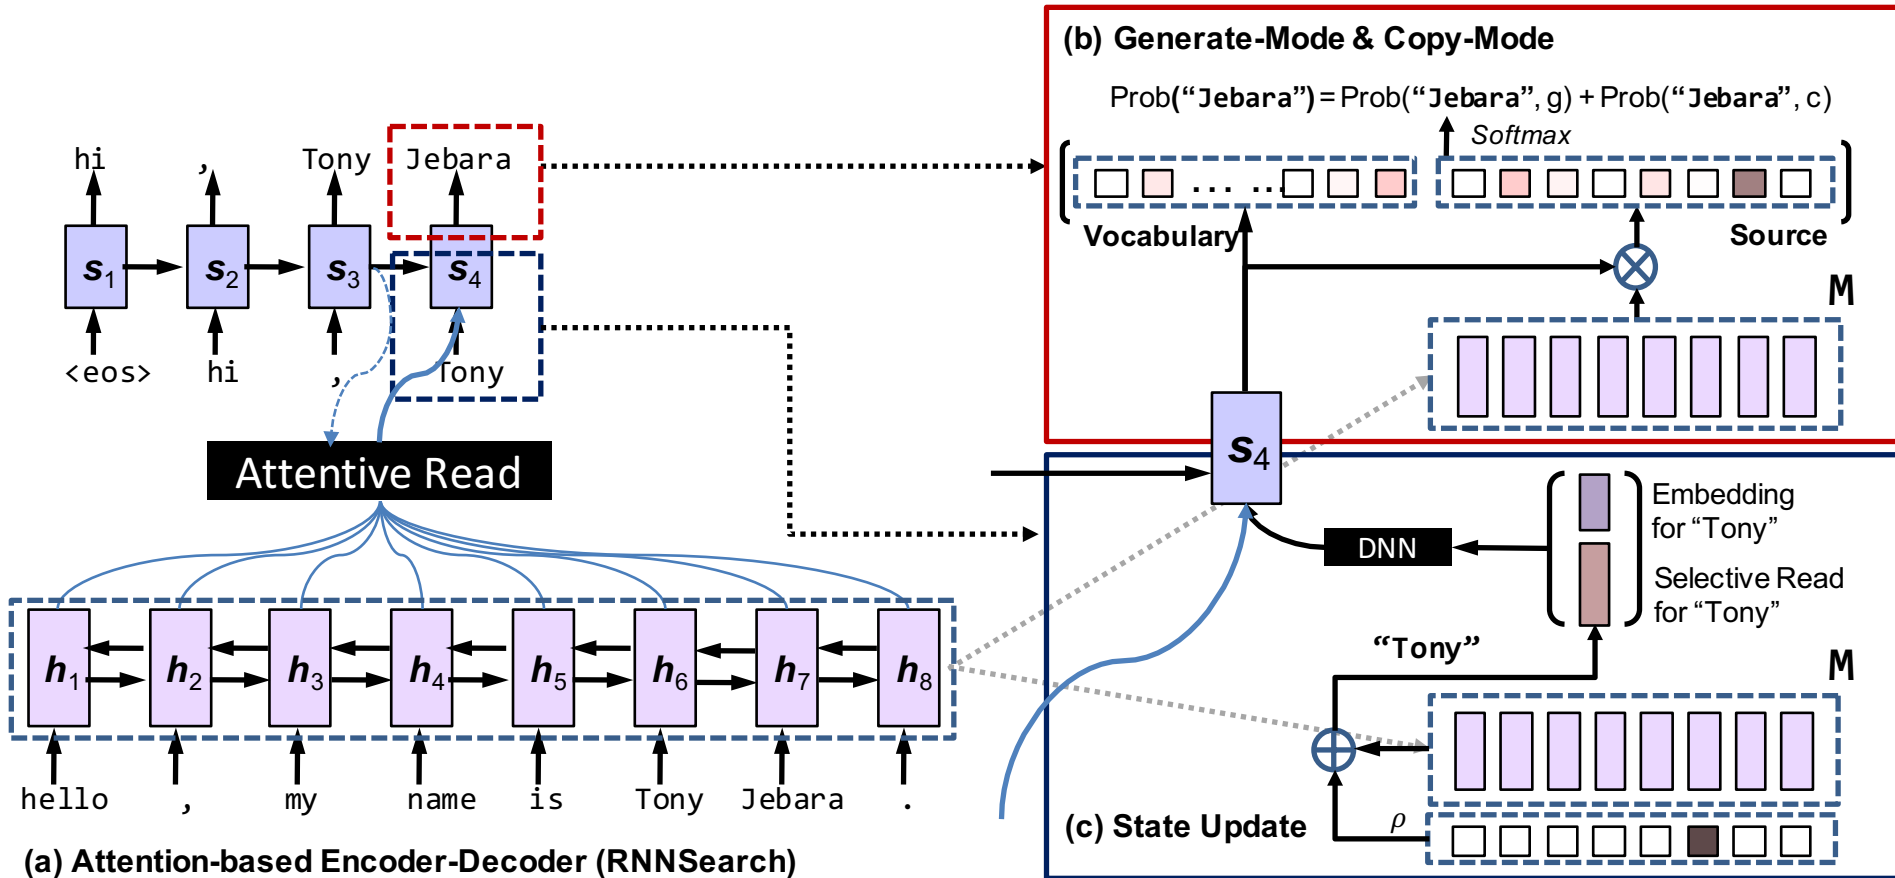 (b) Generate-Mode & Copy-Mode
Prob(“Jebara”) = Prob(“Jebara”, g) + Prob(“Jebara”, c)
Softmax
... ...
Vocabulary
Source
M
hi
,
Tony
Jebara
s1
s2
s3
s4
<eos>
hi
,
Tony
Attentive Read
h1
h2
h3
h4
h5
h6
h7
h8
hello
,
my
name
is
Tony
Jebara
.
(a) Attention-based Encoder-Decoder (RNNSearch)
s4
DNN
Embedding
for “Tony”
Selective Read
for “Tony”
“Tony”
M
ρ
(c) State Update